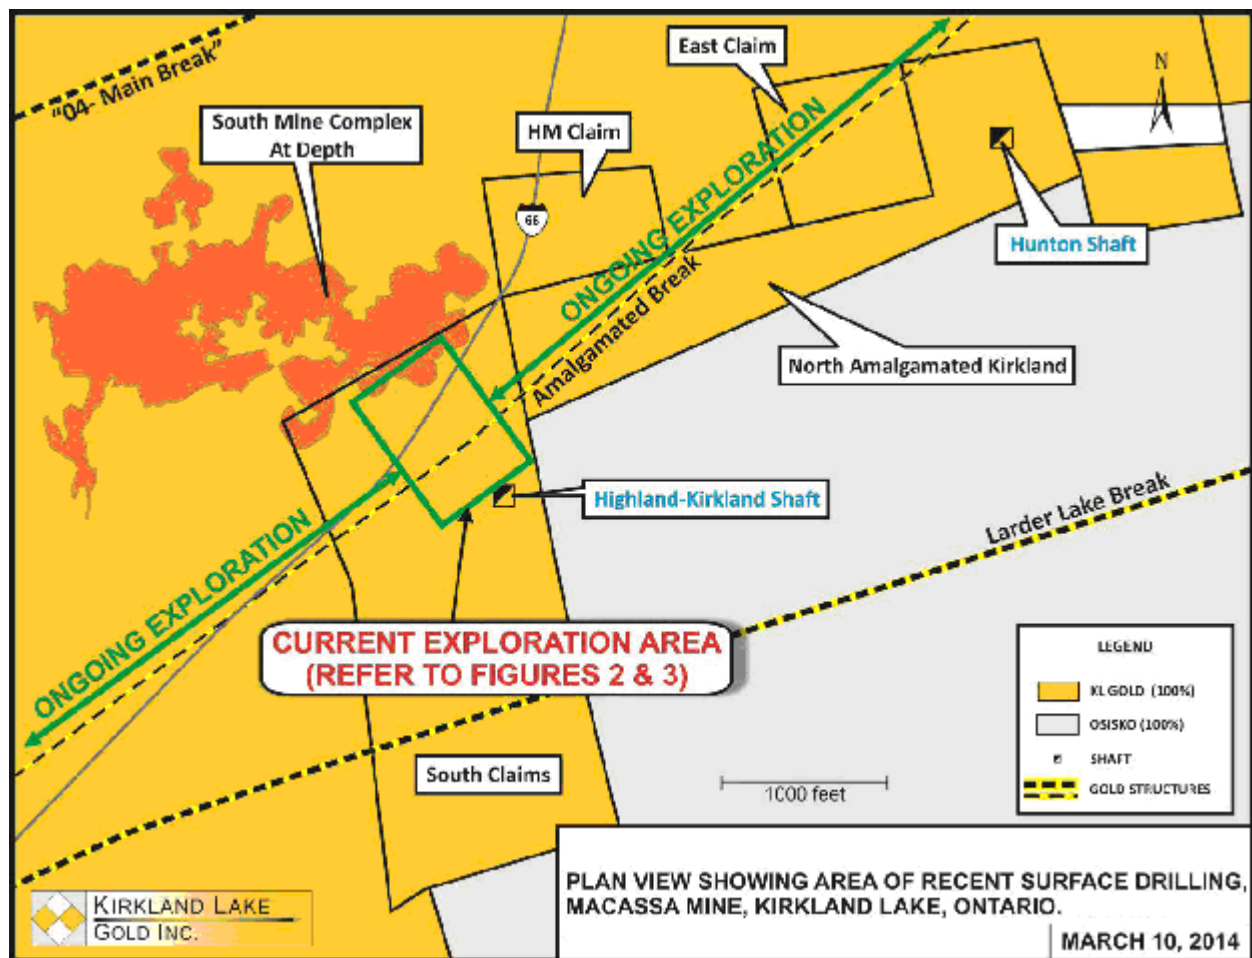 "04- Main Break"
East Claim
South Mine Complex
At Depth
HM Claim
N
66
ONGOING EXPLORATION
Hunton Shaft
Amalgamated Break
North Amalgamated Kirkland
Highland-Kirkland Shaft
Larder Lake Break
ONGOING EXPLORATION
CURRENT EXPLORATION AREA
(REFER TO FIGURES 2 & 3)
South Claims
1000 feet
LEGEND
KL GOLD (100%)
OSISKO (100%)
SHAFT
GOLD STRUCTURES
KIRKLAND LAKE
GOLD INC.
PLAN VIEW SHOWING AREA OF RECENT SURFACE DRILLING,
MACASSA MINE, KIRKLAND LAKE, ONTARIO.
MARCH 10, 2014